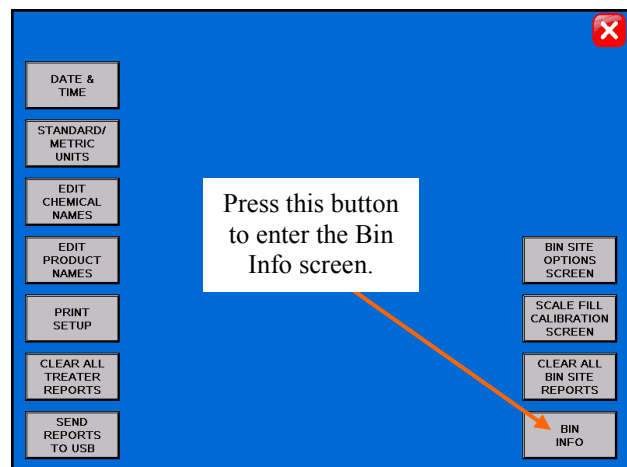 DATE &
TIME
STANDARD/
METRIC
UNITS
EDIT
CHEMICAL
NAMES
EDIT
PRODUCT
NAMES
PRINT
SETUP
CLEAR ALL
TREATER
REPORTS
SEND
REPORTS
TO USB
Press this button
to enter the Bin
Info screen.
BIN SITE
OPTIONS
SCREEN
SCALE FILL
CALIBRATION
SCREEN
CLEAR ALL
BIN SITE
REPORTS
BIN
INFO